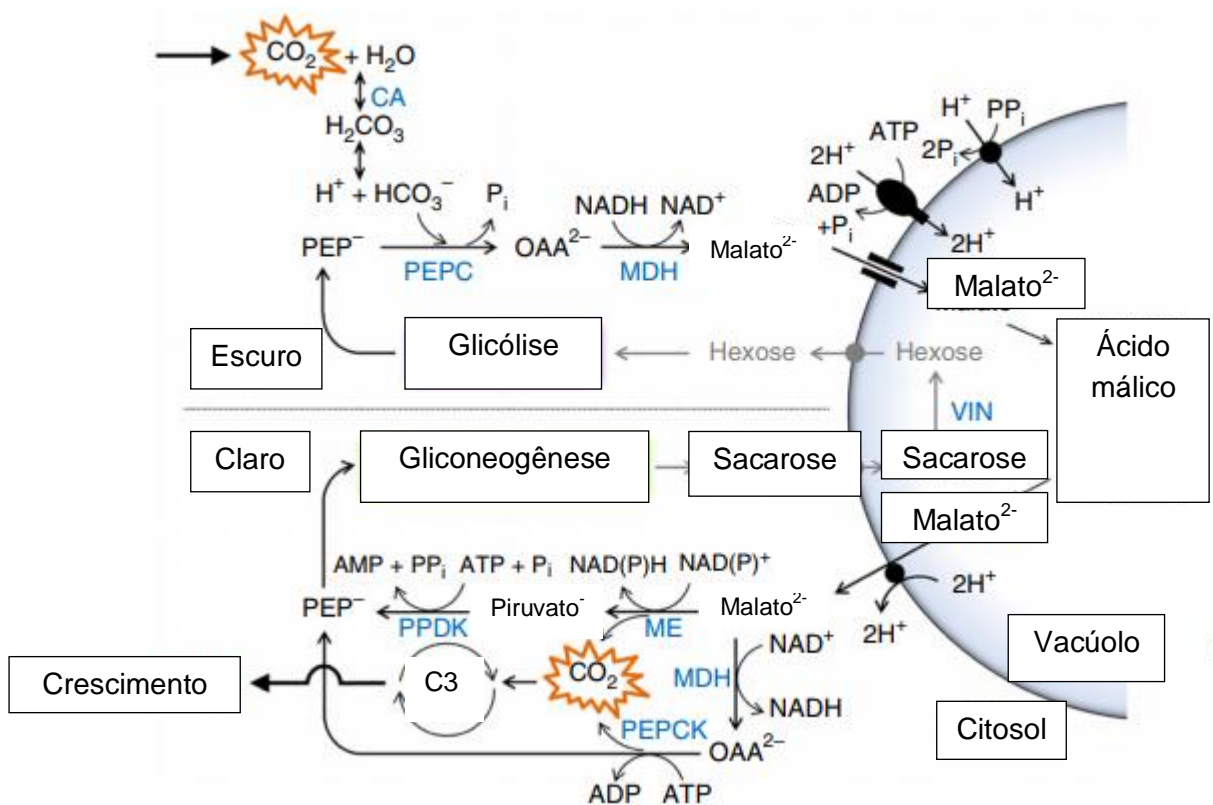 CO₂ + H₂O
CA
H₂CO₃
H⁺ + HCO₃⁻
Pᵢ
NADH NAD⁺
PEP⁻
OAA²⁻
Malato²⁻
PEPC
MDH
2H⁺
ATP
ADP
+Pᵢ
2H⁺
H⁺
PPᵢ
2Pᵢ
H⁺
Malato²⁻
Escuro
Glicólise
Hexose
Hexose
Ácido
málico
VIN
Claro
Gliconeogênese
Sacarose
Sacarose
Malato²⁻
AMP + PPᵢ
ATP + Pᵢ
NAD(P)H
NAD(P)⁺
2H⁺
2H⁺
PEP⁻
Piruvato⁻
Malato²⁻
PPDK
ME
Vacúolo
Crescimento
C3
CO₂
MDH
NAD⁺
NADH
Citosol
PEPCK
OAA²⁻
ADP
ATP